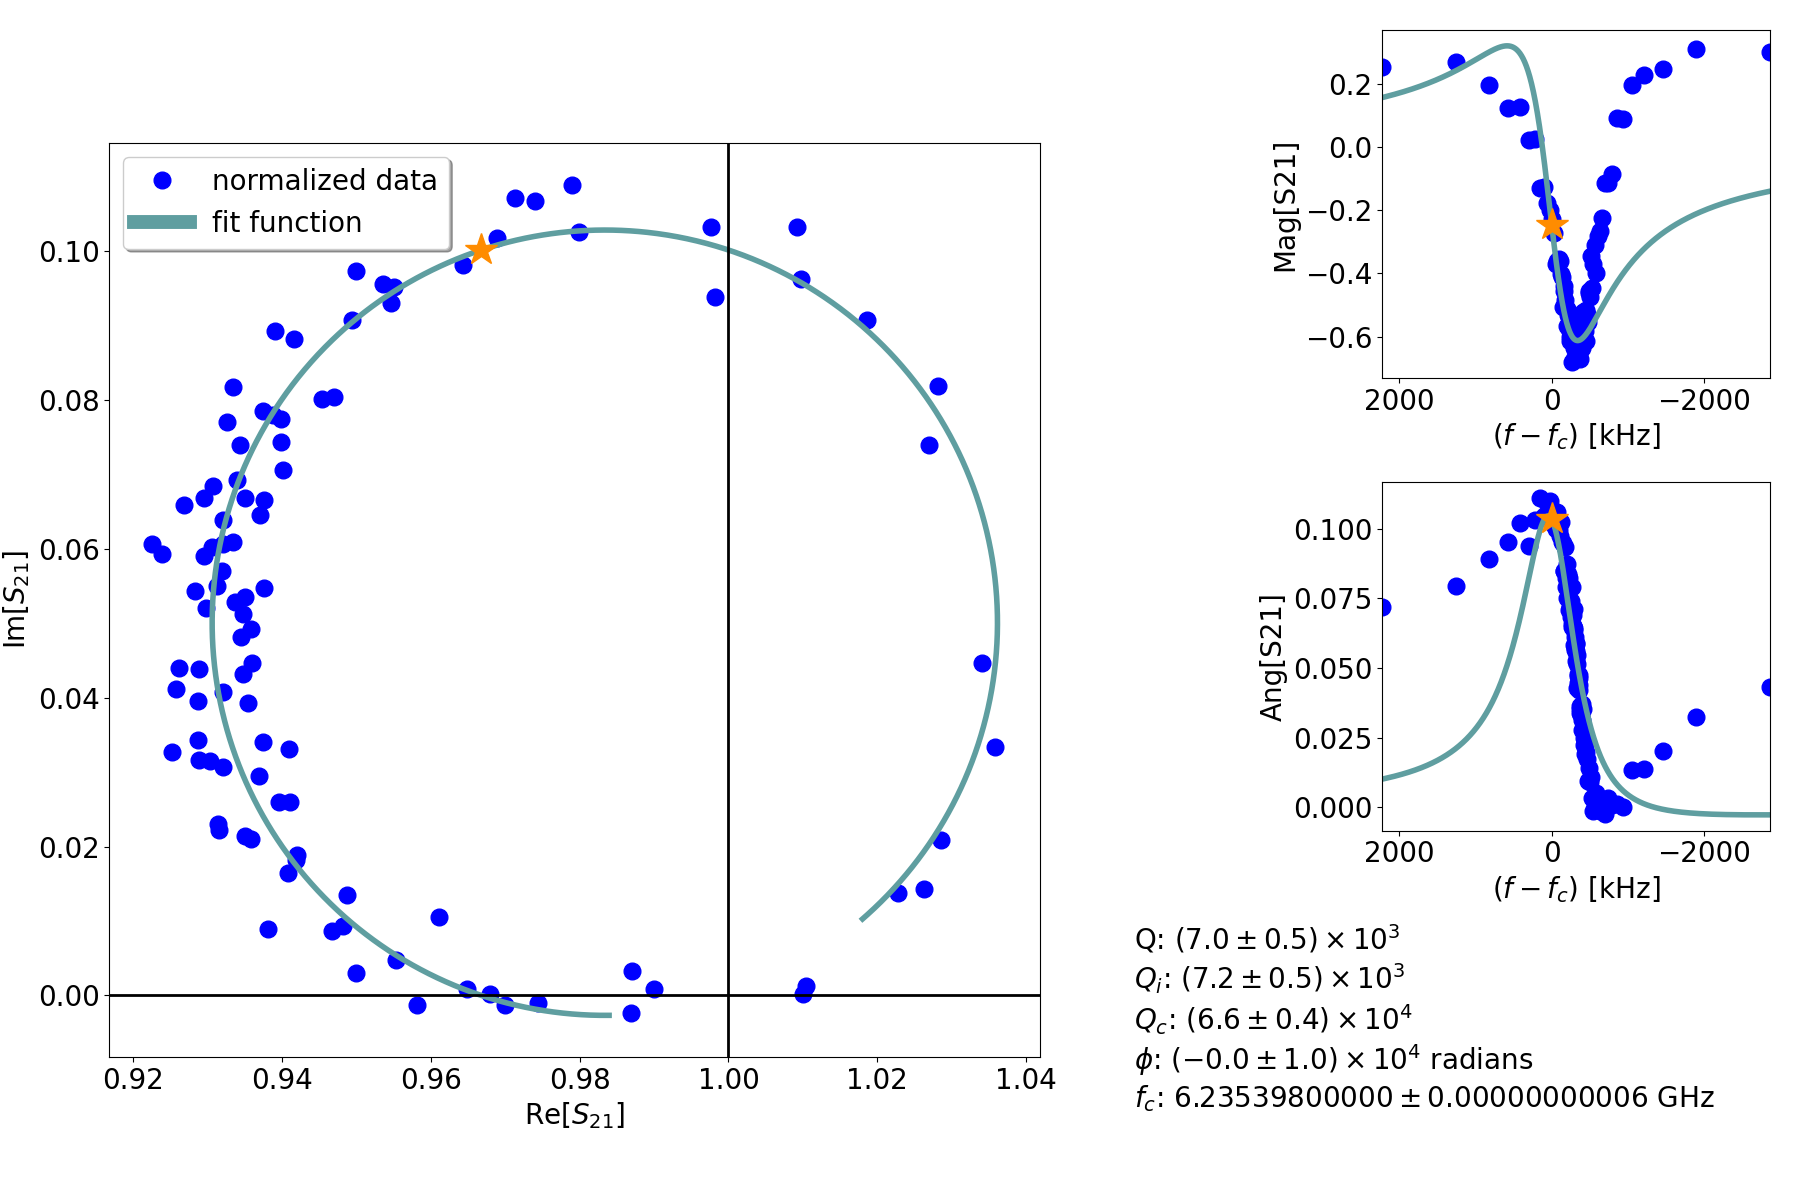 normalized data
fit function
0.10
0.08
0.06
0.04
0.02
0.00
Im[S₂₁]
0.92 0.94 0.96 0.98 1.00 1.02 1.04
Re[S₂₁]
0.2
0.0
−0.2
−0.4
−0.6
Mag[S21]
2000 0 −2000
(f − f_c) [kHz]
0.100
0.075
0.050
0.025
0.000
Ang[S21]
2000 0 −2000
(f − f_c) [kHz]
Q: (7.0 ± 0.5) × 10³
Q_i: (7.2 ± 0.5) × 10³
Q_c: (6.6 ± 0.4) × 10⁴
ϕ: (−0.0 ± 1.0) × 10⁴ radians
f_c: 6.23539800000 ± 0.00000000006 GHz